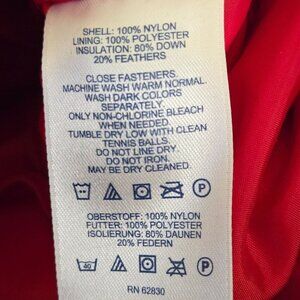 SHELL: 100% NYLON
LINING: 100% POLYESTER
INSULATION: 80% DOWN
20% FEATHERS
CLOSE FASTENERS.
MACHINE WASH WARM NORMAL.
WASH DARK COLORS
SEPARATELY.
ONLY NON-CHLORINE BLEACH
WHEN NEEDED.
TUMBLE DRY LOW WITH CLEAN
TENNIS BALLS.
DO NOT LINE DRY.
DO NOT IRON.
MAY BE DRY CLEANED.
P
OBERSTOFF: 100% NYLON
FUTTER: 100% POLYESTER
ISOLIERUNG: 80% DAUNEN
20% FEDERN
40
P
RN 62830